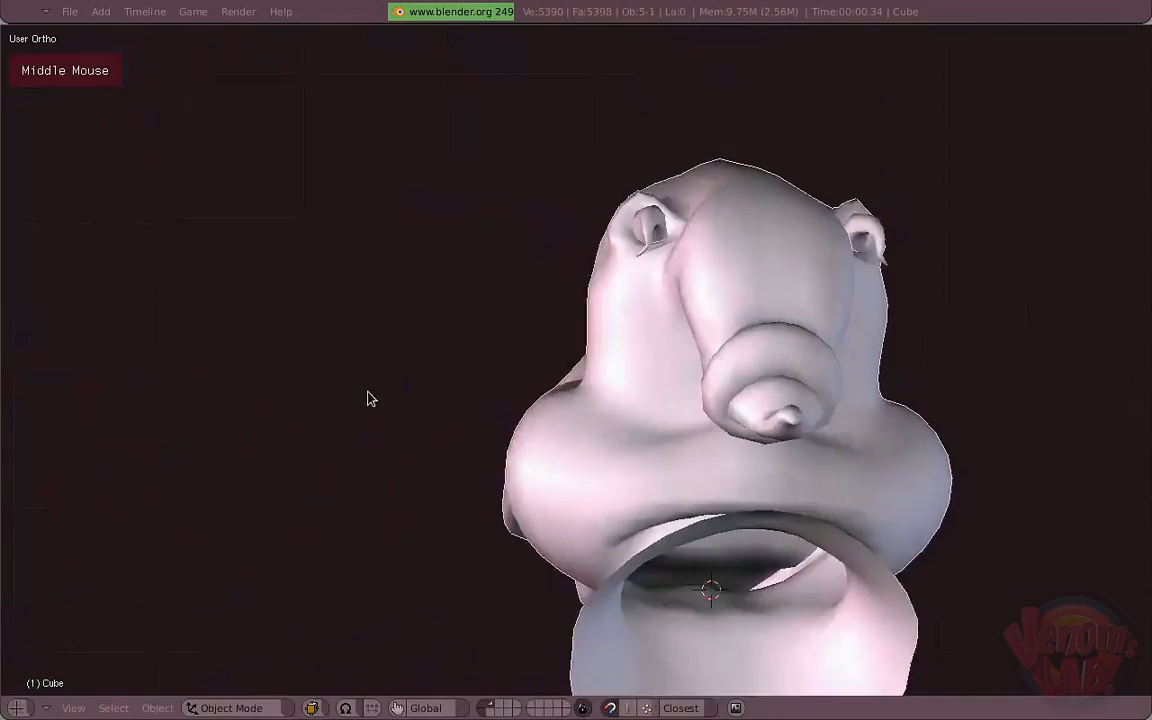 File Add Timeline Game Render Help www.blender.org 249 Ve:5390 | Fa:5398 | Ob:5-1 | La:0 | Mem:9.75M (2.56M) | Time:00:00.34 | Cube
User Ortho
Middle Mouse
Venom's
LAB.
(1) Cube
View Select Object Object Mode Global Closest